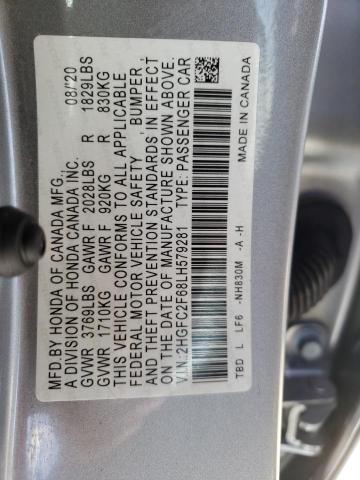 MFD. BY HONDA OF CANADA MFG., 08/'20
A DIVISION OF HONDA CANADA INC.
GVWR 3769LBS GAWR F 2028LBS R 1829LBS
GVWR 1710KG GAWR F 920KG R 830KG
THIS VEHICLE CONFORMS TO ALL APPLICABLE
FEDERAL MOTOR VEHICLE SAFETY, BUMPER,
AND THEFT PREVENTION STANDARDS IN EFFECT
ON THE DATE OF MANUFACTURE SHOWN ABOVE.
V.I.N.:2HGFC2F68LH579281 TYPE: PASSENGER CAR
TBD L LF6 -NH830M -A -H
MADE IN CANADA